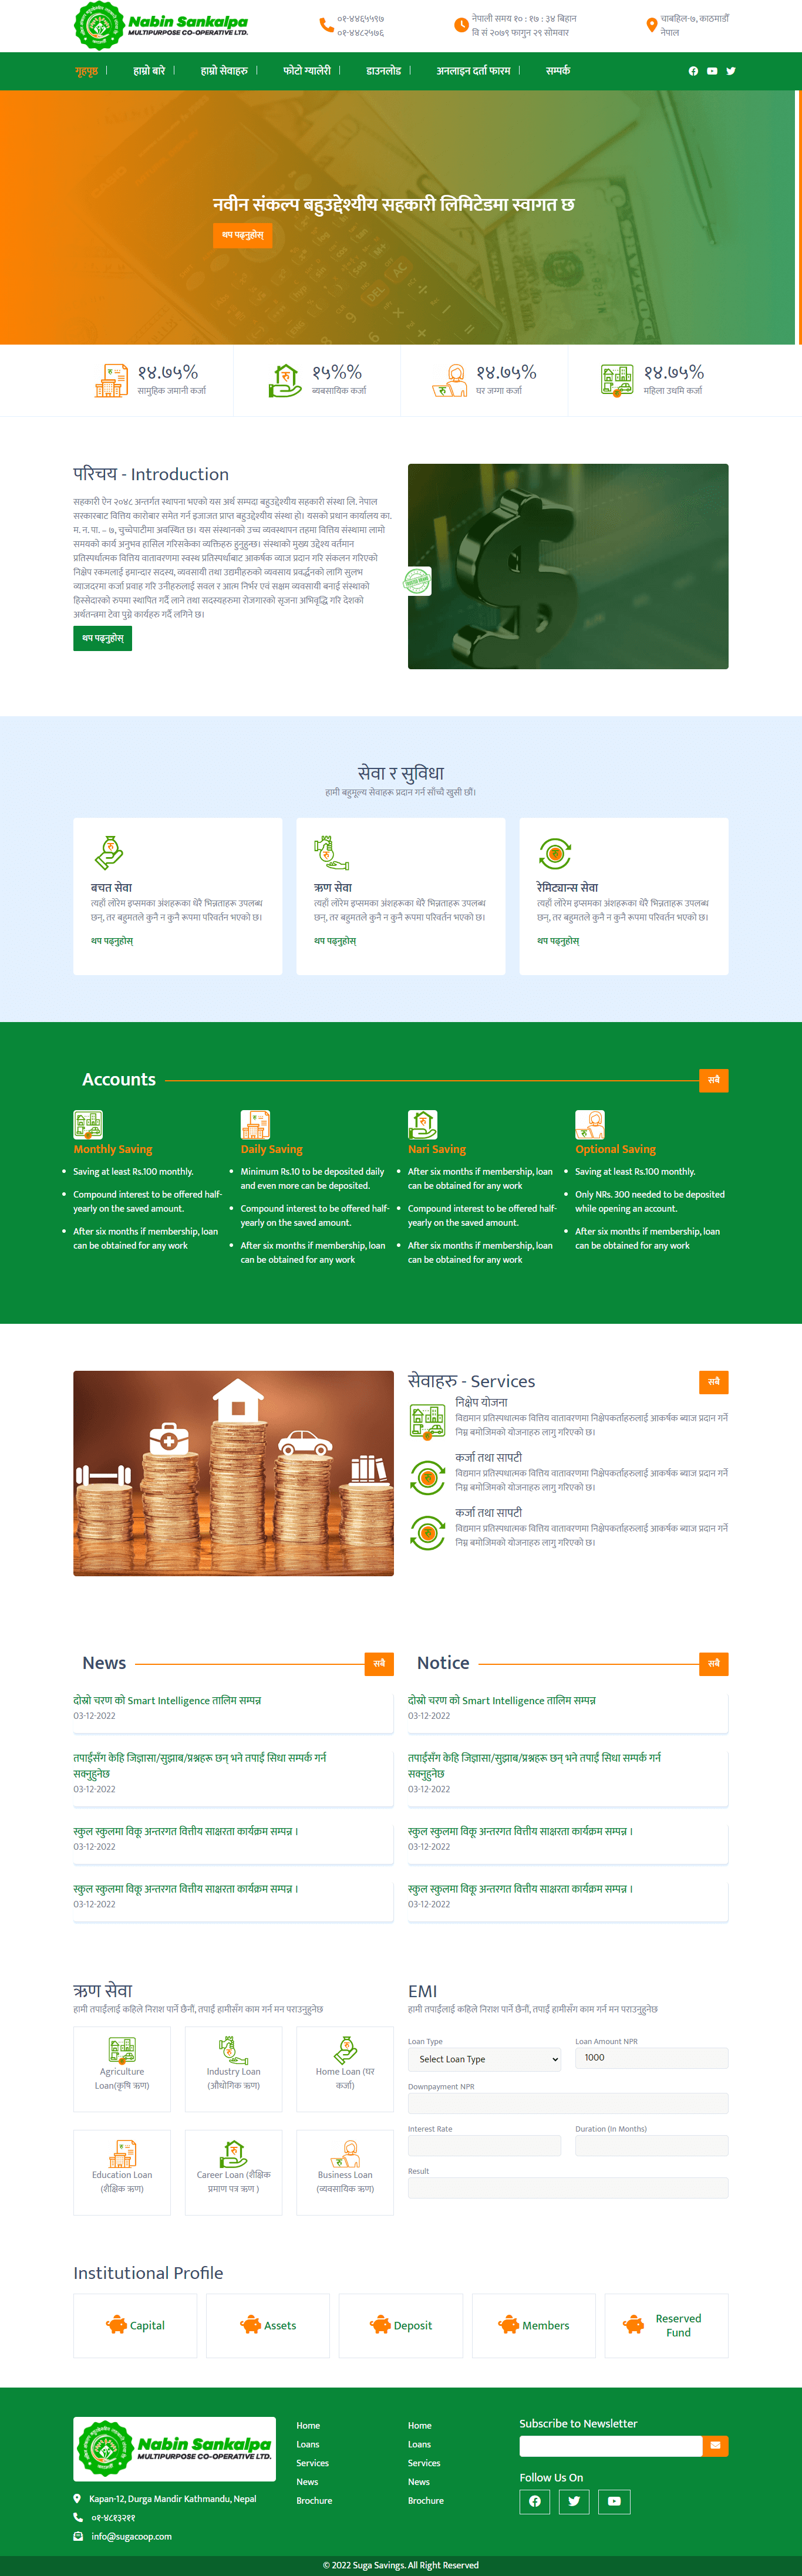 Nabin Sankalpa
MULTIPURPOSE CO-OPERATIVE LTD.
०१-४४६५५९७
०१-४४८२५७६
नेपाली समय १० : १७ : ३४ बिहान
वि सं २०७९ फागुन २९ सोमवार
चाबहिल-७, काठमाडौँ
नेपाल
गृहपृष्ठ
हाम्रो बारे
हाम्रो सेवाहरु
फोटो ग्यालेरी
डाउनलोड
अनलाइन दर्ता फारम
सम्पर्क
नवीन संकल्प बहुउद्देश्यीय सहकारी लिमिटेडमा स्वागत छ
थप पढ्नुहोस्
१४.७५%
सामुहिक जमानी कर्जा
१५%%
ब्यबसायिक कर्जा
१४.७५%
घर जग्गा कर्जा
१४.७५%
महिला उधमि कर्जा
परिचय - Introduction
सहकारी ऐन २०४८ अन्तर्गत स्थापना भएको यस अर्थ सम्पदा बहुउद्देश्यीय सहकारी संस्था लि. नेपाल
सरकारबाट वित्तिय कारोबार समेत गर्न इजाजत प्राप्त बहुउद्देश्यीय संस्था हो। यसको प्रधान कार्यालय का.
म. न. पा. – ७, चुच्चेपाटीमा अवस्थित छ। यस संस्थानको उच्च व्यवस्थापन तहमा वित्तिय संस्थामा लामो
समयको कार्य अनुभव हासिल गरिसकेका व्यक्तिहरु हुनुहुन्छ। संस्थाको मुख्य उद्देश्य वर्तमान
प्रतिस्पर्धात्मक वित्तिय वातावरणमा स्वस्थ प्रतिस्पर्धाबाट आकर्षक व्याज प्रदान गरि संकलन गरिएको
निक्षेप रकमलाई इमान्दार सदस्य, व्यवसायी तथा उद्यमीहरुको व्यवसाय प्रवर्द्धनको लागि सुलभ
व्याजदरमा कर्जा प्रवाह गरि उनीहरुलाई सवल र आत्म निर्भर एवं सक्षम व्यवसायी बनाई संस्थाको
हिस्सेदारको रुपमा स्थापित गर्दै लाने तथा सदस्यहरुमा रोजगारको सृजना अभिवृद्धि गरि देशको
अर्थतन्त्रमा टेवा पुग्ने कार्यहरु गर्दै लगिने छ।
थप पढ्नुहोस्
सेवा र सुविधा
हामी बहुमूल्य सेवाहरू प्रदान गर्न साँच्चै खुसी छौं।
बचत सेवा
त्यहाँ लोरेम इप्समका अंशहरूका धेरै भिन्नताहरू उपलब्ध
छन्, तर बहुमतले कुनै न कुनै रूपमा परिवर्तन भएको छ।
थप पढ्नुहोस्
ऋण सेवा
त्यहाँ लोरेम इप्समका अंशहरूका धेरै भिन्नताहरू उपलब्ध
छन्, तर बहुमतले कुनै न कुनै रूपमा परिवर्तन भएको छ।
थप पढ्नुहोस्
रेमिट्यान्स सेवा
त्यहाँ लोरेम इप्समका अंशहरूका धेरै भिन्नताहरू उपलब्ध
छन्, तर बहुमतले कुनै न कुनै रूपमा परिवर्तन भएको छ।
थप पढ्नुहोस्
Accounts
सबै
Monthly Saving
Saving at least Rs.100 monthly.
Compound interest to be offered half-
yearly on the saved amount.
After six months if membership, loan
can be obtained for any work
Daily Saving
Minimum Rs.10 to be deposited daily
and even more can be deposited.
Compound interest to be offered half-
yearly on the saved amount.
After six months if membership, loan
can be obtained for any work
Nari Saving
After six months if membership, loan
can be obtained for any work
Compound interest to be offered half-
yearly on the saved amount.
After six months if membership, loan
can be obtained for any work
Optional Saving
Saving at least Rs.100 monthly.
Only NRs. 300 needed to be deposited
while opening an account.
After six months if membership, loan
can be obtained for any work
सेवाहरु - Services
सबै
निक्षेप योजना
विद्यमान प्रतिस्पधात्मक वित्तिय वातावरणमा निक्षेपकर्ताहरुलाई आकर्षक ब्याज प्रदान गर्ने
निम्न बमोजिमको योजनाहरु लागु गरिएको छ।
कर्जा तथा सापटी
विद्यमान प्रतिस्पधात्मक वित्तिय वातावरणमा निक्षेपकर्ताहरुलाई आकर्षक ब्याज प्रदान गर्ने
निम्न बमोजिमको योजनाहरु लागु गरिएको छ।
कर्जा तथा सापटी
विद्यमान प्रतिस्पधात्मक वित्तिय वातावरणमा निक्षेपकर्ताहरुलाई आकर्षक ब्याज प्रदान गर्ने
निम्न बमोजिमको योजनाहरु लागु गरिएको छ।
News
सबै
दोस्रो चरण को Smart Intelligence तालिम सम्पन्न
03-12-2022
तपाईंसँग केहि जिज्ञासा/सुझाब/प्रश्नहरू छन् भने तपाईं सिधा सम्पर्क गर्न
सक्नुहुनेछ
03-12-2022
स्कुल स्कुलमा विकू अन्तरगत वित्तीय साक्षरता कार्यक्रम सम्पन्न ।
03-12-2022
स्कुल स्कुलमा विकू अन्तरगत वित्तीय साक्षरता कार्यक्रम सम्पन्न ।
03-12-2022
Notice
सबै
दोस्रो चरण को Smart Intelligence तालिम सम्पन्न
03-12-2022
तपाईंसँग केहि जिज्ञासा/सुझाब/प्रश्नहरू छन् भने तपाईं सिधा सम्पर्क गर्न
सक्नुहुनेछ
03-12-2022
स्कुल स्कुलमा विकू अन्तरगत वित्तीय साक्षरता कार्यक्रम सम्पन्न ।
03-12-2022
स्कुल स्कुलमा विकू अन्तरगत वित्तीय साक्षरता कार्यक्रम सम्पन्न ।
03-12-2022
ऋण सेवा
हामी तपाईंलाई कहिले निराश पार्ने छैनौं, तपाईं हामीसँग काम गर्न मन पराउनुहुनेछ
Agriculture
Loan(कृषि ऋण)
Industry Loan
(औधोगिक ऋण)
Home Loan (घर
कर्जा)
Education Loan
(शैक्षिक ऋण)
Career Loan (शैक्षिक
प्रमाण पत्र ऋण )
Business Loan
(व्यवसायिक ऋण)
EMI
हामी तपाईंलाई कहिले निराश पार्ने छैनौं, तपाईं हामीसँग काम गर्न मन पराउनुहुनेछ
Loan Type
Select Loan Type
Loan Amount NPR
1000
Downpayment NPR
Interest Rate
Duration (In Months)
Result
Institutional Profile
Capital
Assets
Deposit
Members
Reserved
Fund
Nabin Sankalpa
MULTIPURPOSE CO-OPERATIVE LTD.
Kapan-12, Durga Mandir Kathmandu, Nepal
०१-४८१३२११
info@sugacoop.com
Home
Loans
Services
News
Brochure
Home
Loans
Services
News
Brochure
Subscribe to Newsletter
Follow Us On
© 2022 Suga Savings. All Right Reserved